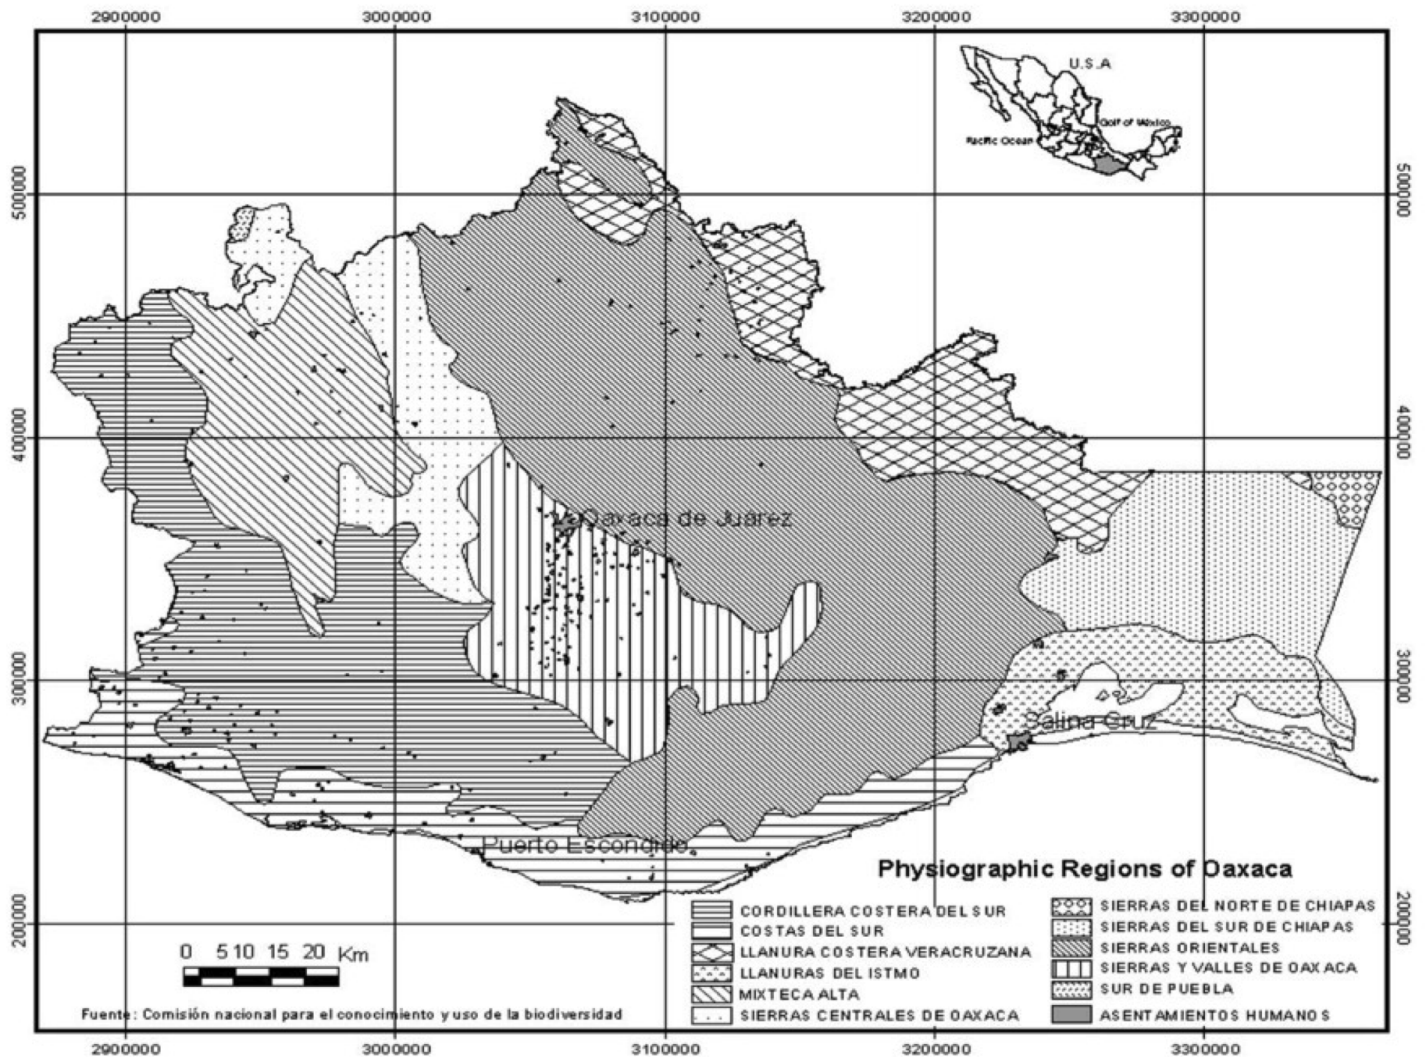 2900000 3000000 3100000 3200000 3300000
U.S.A
Golf of México
Pacific Ocean
500000 500000
400000 400000
Oaxaca de Juárez
300000 300000
Salina Cruz
Puerto Escondido
200000 200000
Physiographic Regions of Oaxaca
CORDILLERA COSTERA DEL SUR
COSTAS DEL SUR
LLANURA COSTERA VERACRUZANA
LLANURAS DEL ISTMO
MIXTECA ALTA
SIERRAS CENTRALES DE OAXACA
SIERRAS DEL NORTE DE CHIAPAS
SIERRAS DEL SUR DE CHIAPAS
SIERRAS ORIENTALES
SIERRAS Y VALLES DE OAXACA
SUR DE PUEBLA
ASENTAMIENTOS HUMANOS
0 5 10 15 20 Km
Fuente: Comisión nacional para el conocimiento y uso de la biodiversidad
2900000 3000000 3100000 3200000 3300000